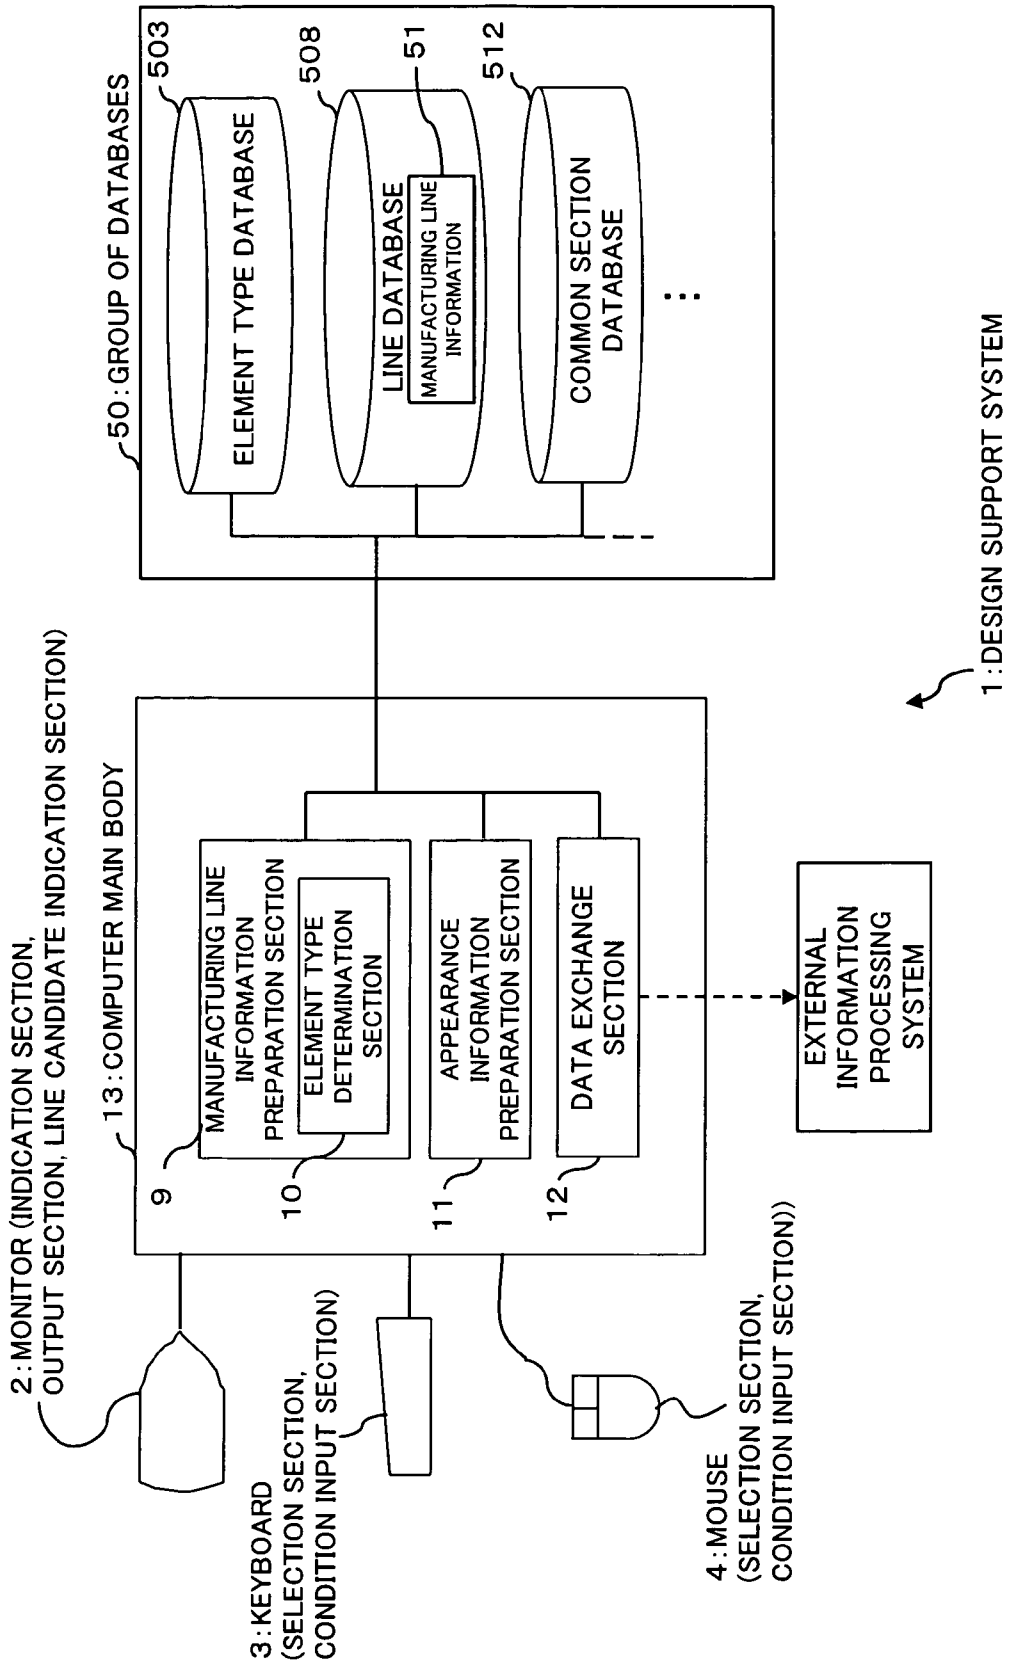 2:MONITOR (INDICATION SECTION,
OUTPUT SECTION, LINE CANDIDATE INDICATION SECTION)
13:COMPUTER MAIN BODY
50:GROUP OF DATABASES
9
MANUFACTURING LINE
INFORMATION
PREPARATION SECTION
10
ELEMENT TYPE
DETERMINATION
SECTION
11
APPEARANCE
INFORMATION
PREPARATION SECTION
12
DATA EXCHANGE
SECTION
503
ELEMENT TYPE DATABASE
508
LINE DATABASE
51
MANUFACTURING LINE
INFORMATION
512
COMMON SECTION
DATABASE
...
3:KEYBOARD
(SELECTION SECTION,
CONDITION INPUT SECTION)
4:MOUSE
(SELECTION SECTION,
CONDITION INPUT SECTION))
EXTERNAL
INFORMATION
PROCESSING
SYSTEM
1:DESIGN SUPPORT SYSTEM